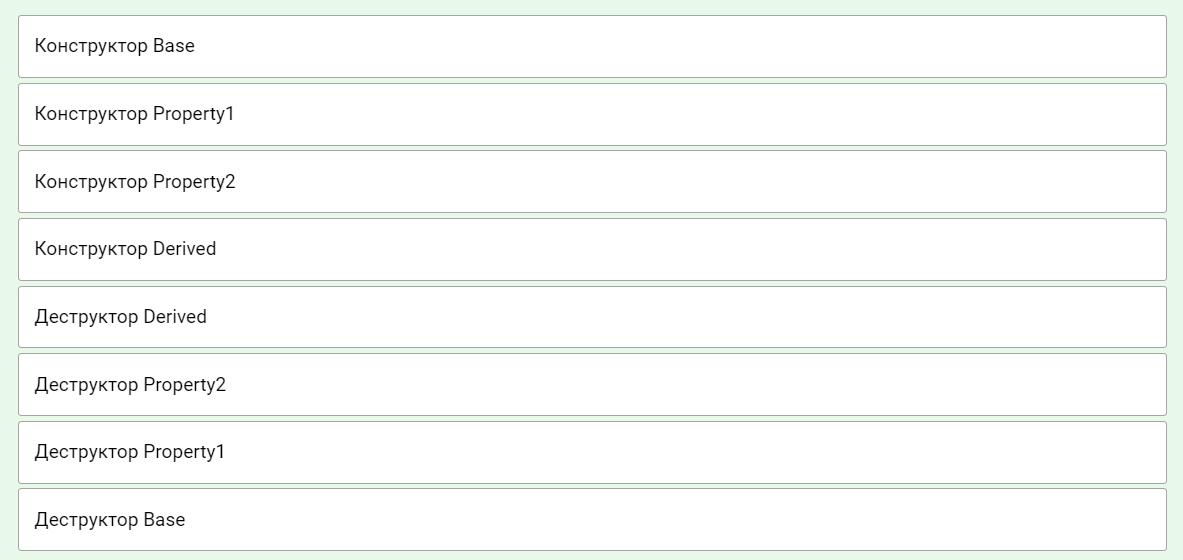 Конструктор Base
Конструктор Property1
Конструктор Property2
Конструктор Derived
Деструктор Derived
Деструктор Property2
Деструктор Property1
Деструктор Base